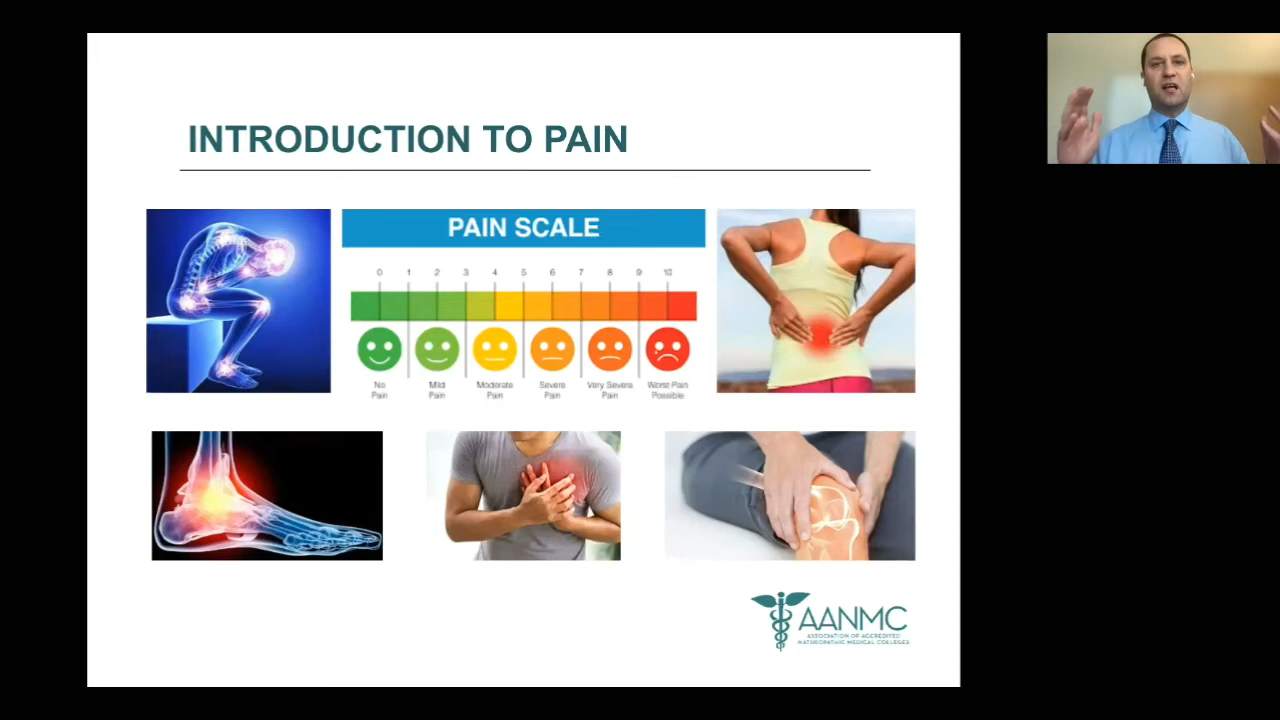 INTRODUCTION TO PAIN
PAIN SCALE
0 1 2 3 4 5 6 7 8 9 10
No Mild Moderate Severe Very Severe Worst Pain
Pain Pain Pain Pain Pain Possible
AANMC
ASSOCIATION OF ACCREDITED
NATUROPATHIC MEDICAL COLLEGES